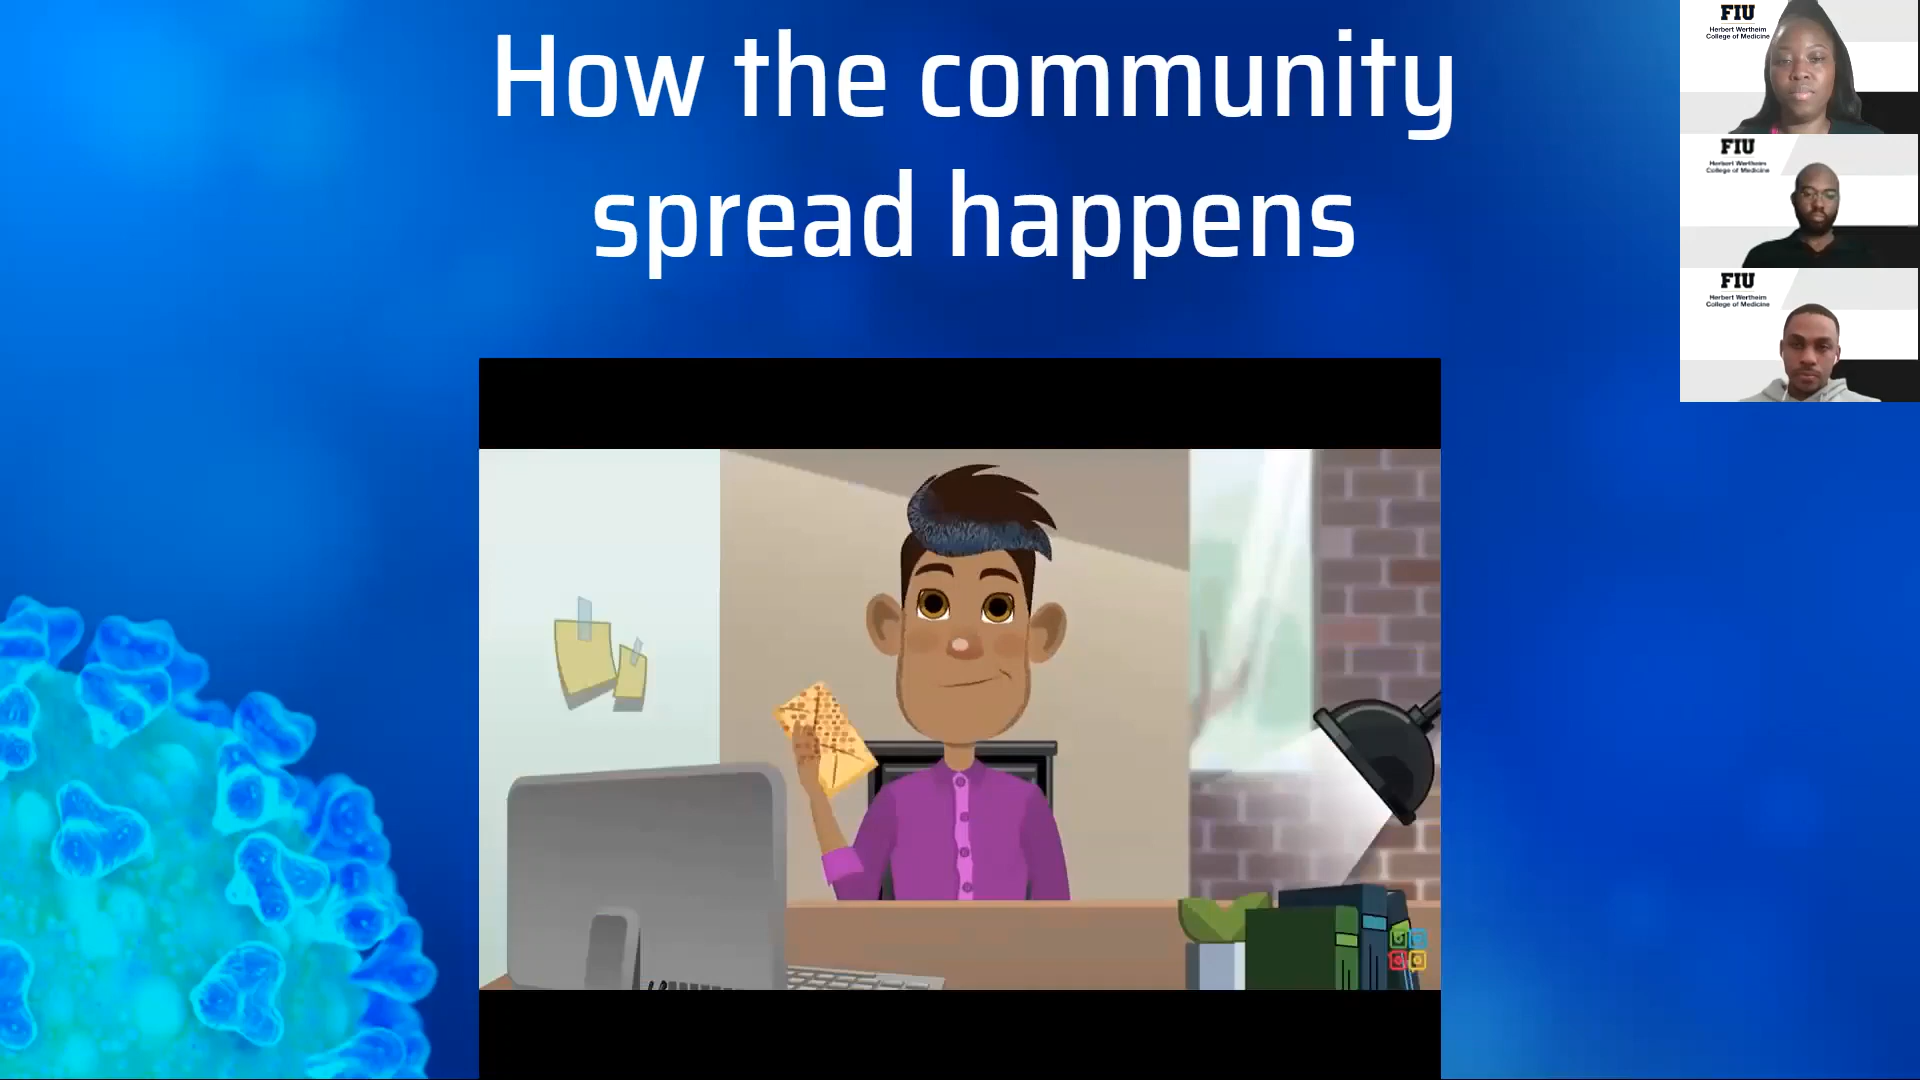 How the community
spread happens
FIU
Herbert Wertheim
College of Medicine
FIU
Herbert Wertheim
College of Medicine
FIU
Herbert Wertheim
College of Medicine